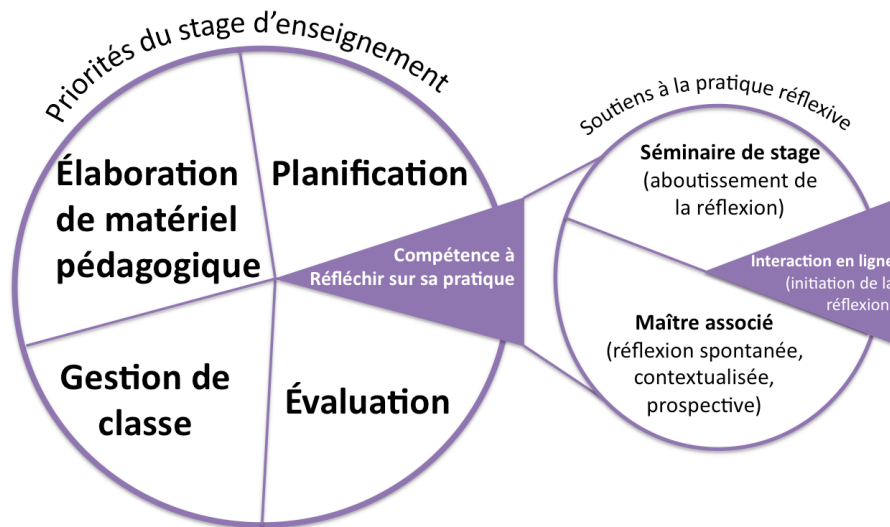 Priorités du stage d'enseignement
Élaboration
de matériel
pédagogique
Planification
Compétence à
Réfléchir sur sa pratique
Gestion de
classe
Évaluation
Soutiens à la pratique réflexive
Séminaire de stage
(aboutissement de
la réflexion)
Interaction en ligne
(initiation de la
réflexion
Maître associé
(réflexion spontanée,
contextualisée,
prospective)